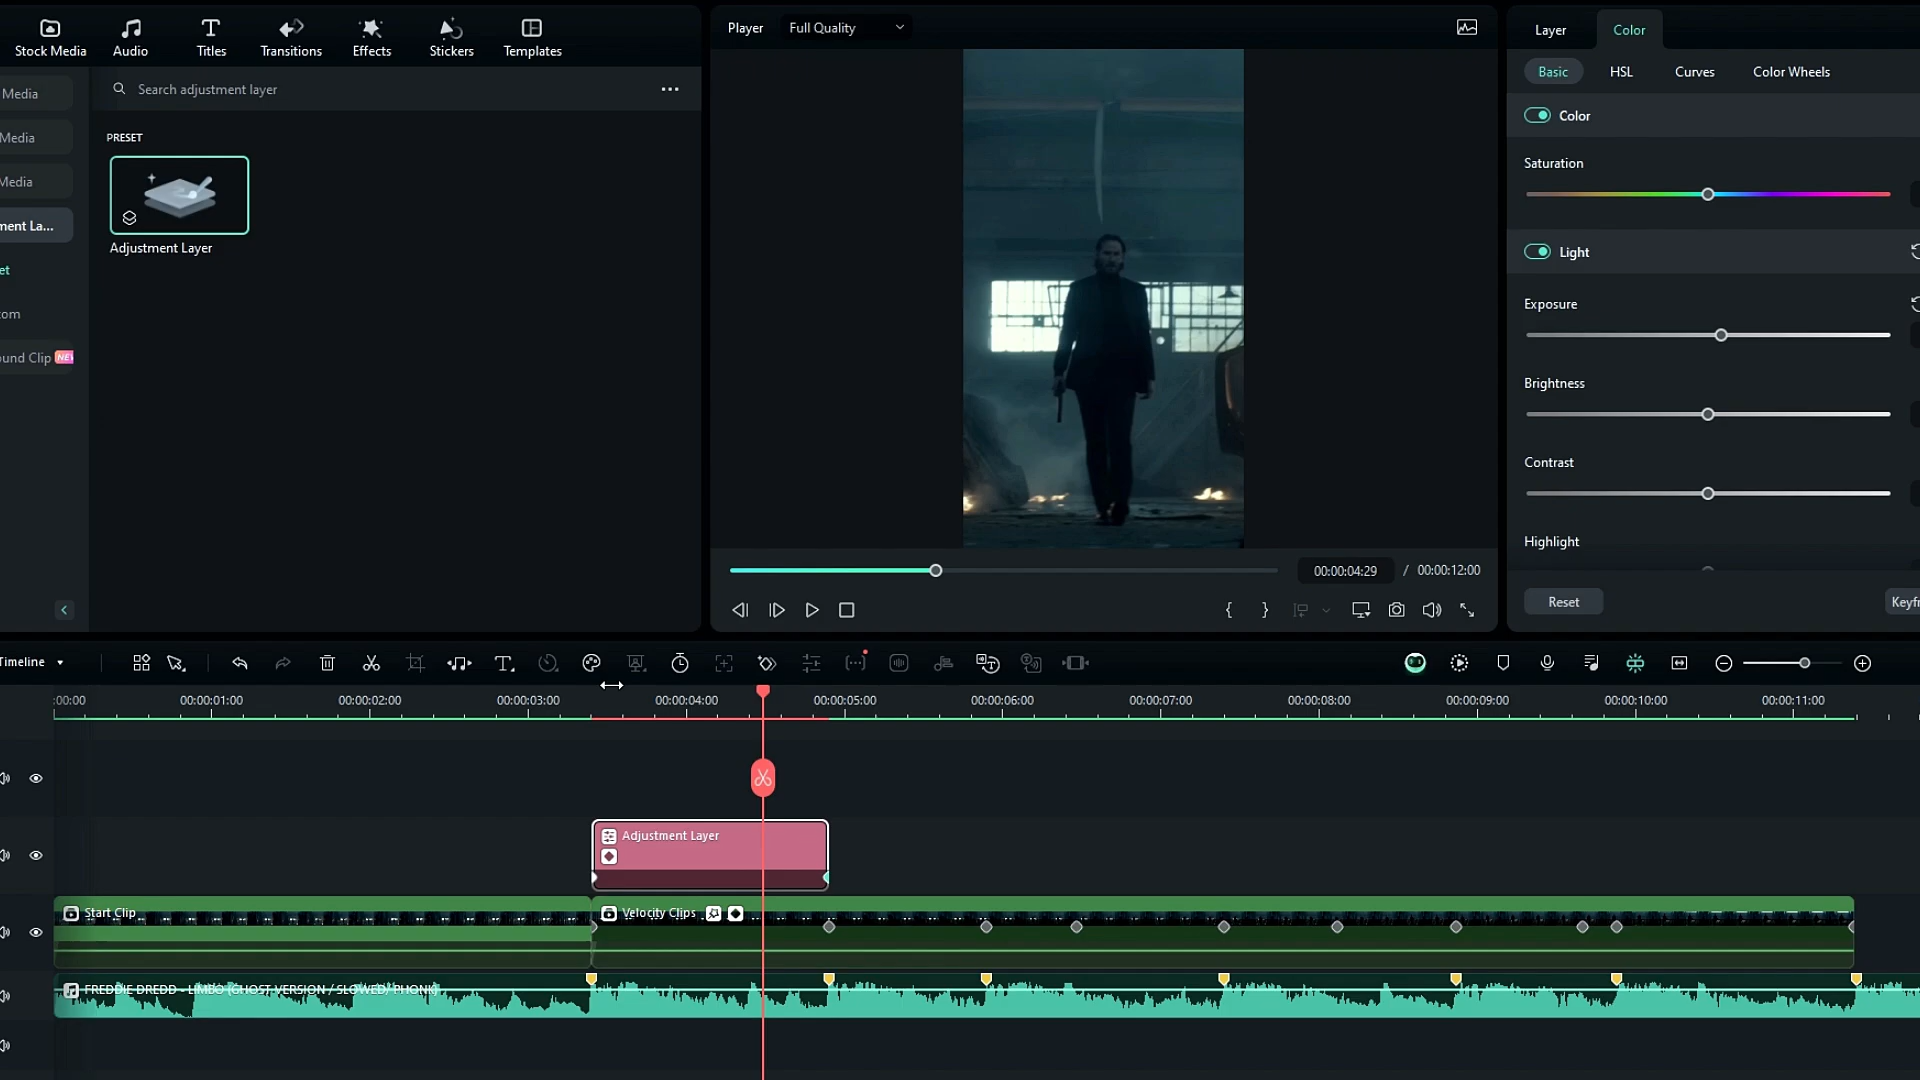 Stock Media
Audio
Titles
Transitions
Effects
Stickers
Templates
Player
Full Quality
Layer
Color
Basic
HSL
Curves
Color Wheels
Media
Media
Media
ment La...
et
om
und Clip
NEW
Search adjustment layer
PRESET
Adjustment Layer
Color
Saturation
Light
Exposure
Brightness
Contrast
Highlight
Reset
Keyfr
00:00:04:29 / 00:00:12:00
Timeline
:00:00
00:00:01:00
00:00:02:00
00:00:03:00
00:00:04:00
00:00:05:00
00:00:06:00
00:00:07:00
00:00:08:00
00:00:09:00
00:00:10:00
00:00:11:00
Adjustment Layer
Start Clip
Velocity Clips
FREDDIE DREDD - LIMBO (GHOST VERSION / SLOWED/ PHONK)